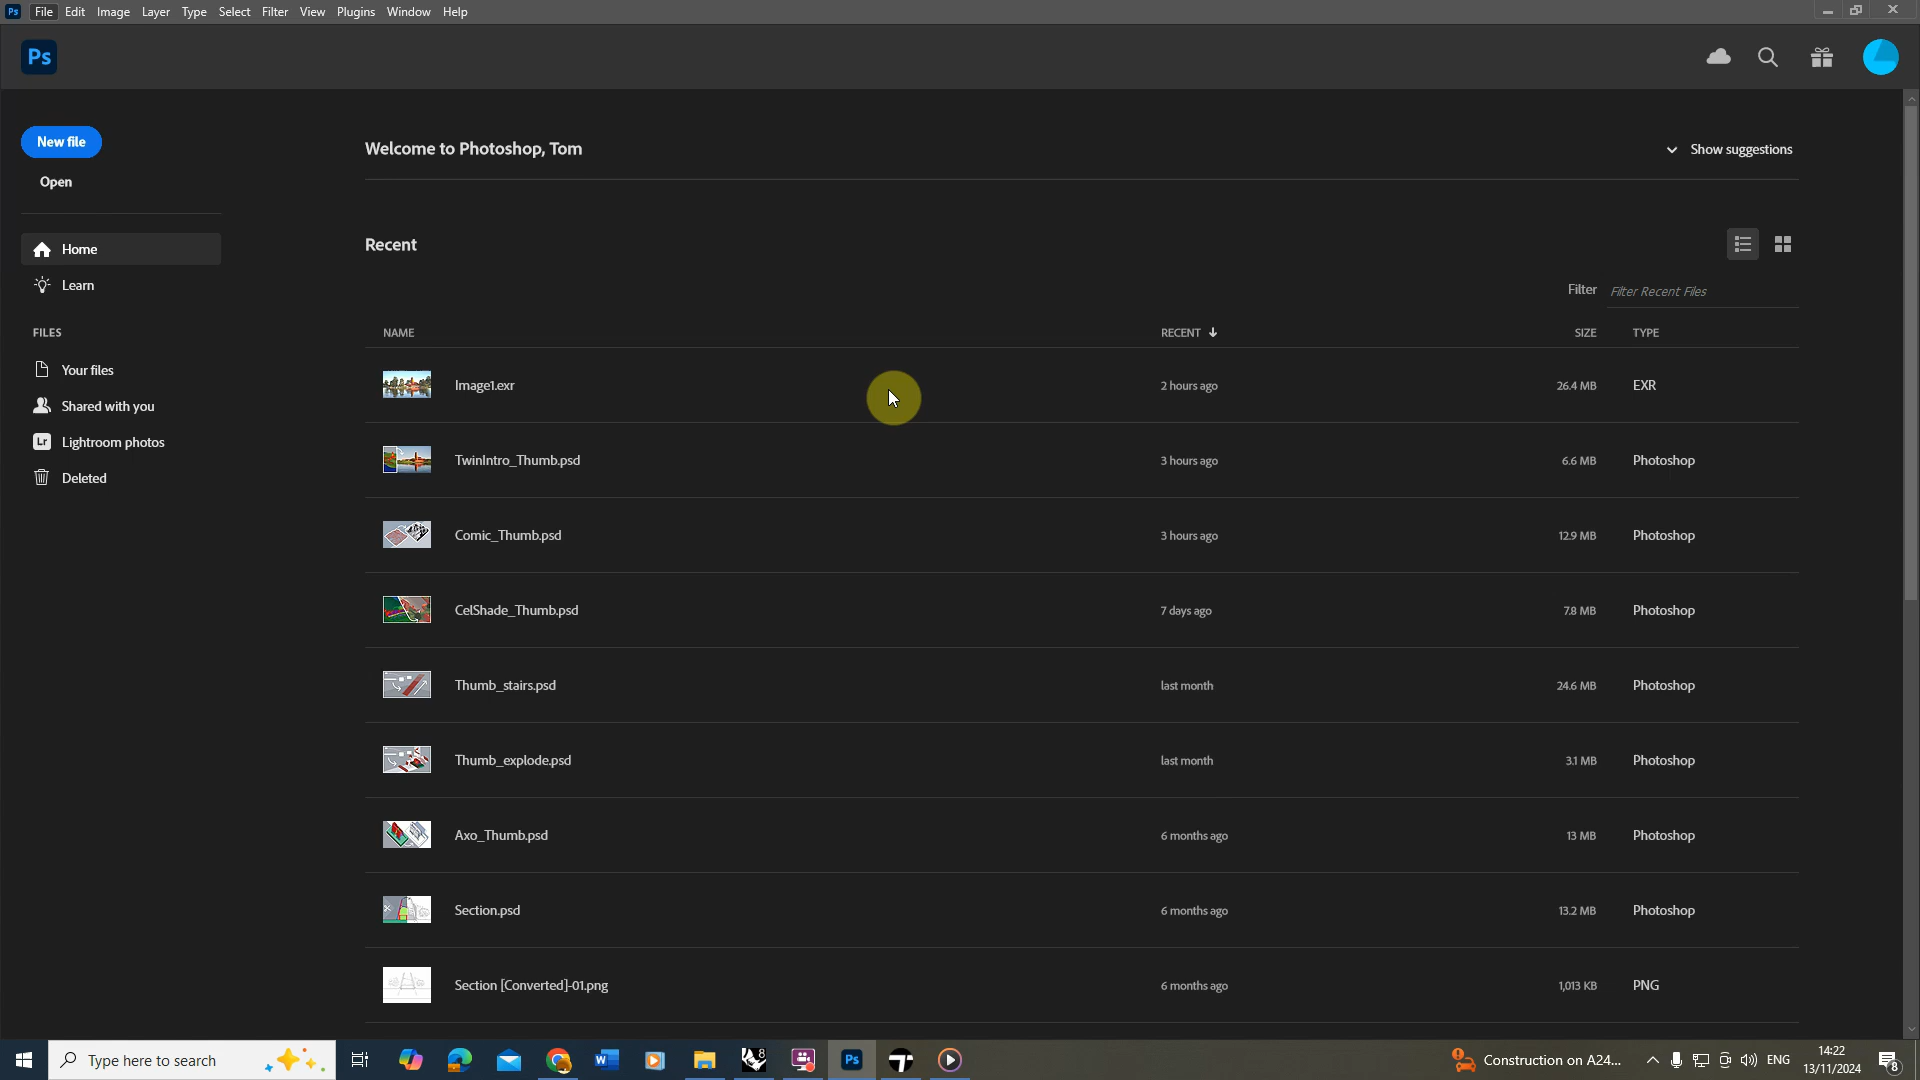 Ps File Edit Image Layer Type Select Filter View Plugins Window Help
Ps
New file
Open
Home
Learn
FILES
Your files
Shared with you
Lr Lightroom photos
Deleted
Welcome to Photoshop, Tom
Show suggestions
Recent
Filter Filter Recent Files
NAME RECENT SIZE TYPE
Image1.exr 2 hours ago 26.4 MB EXR
TwinIntro_Thumb.psd 3 hours ago 6.6 MB Photoshop
Comic_Thumb.psd 3 hours ago 12.9 MB Photoshop
CelShade_Thumb.psd 7 days ago 7.8 MB Photoshop
Thumb_stairs.psd last month 24.6 MB Photoshop
Thumb_explode.psd last month 3.1 MB Photoshop
Axo_Thumb.psd 6 months ago 13 MB Photoshop
Section.psd 6 months ago 13.2 MB Photoshop
Section [Converted]-01.png 6 months ago 1,013 KB PNG
Type here to search
8
Ps
Construction on A24...
ENG
14:22
13/11/2024
8